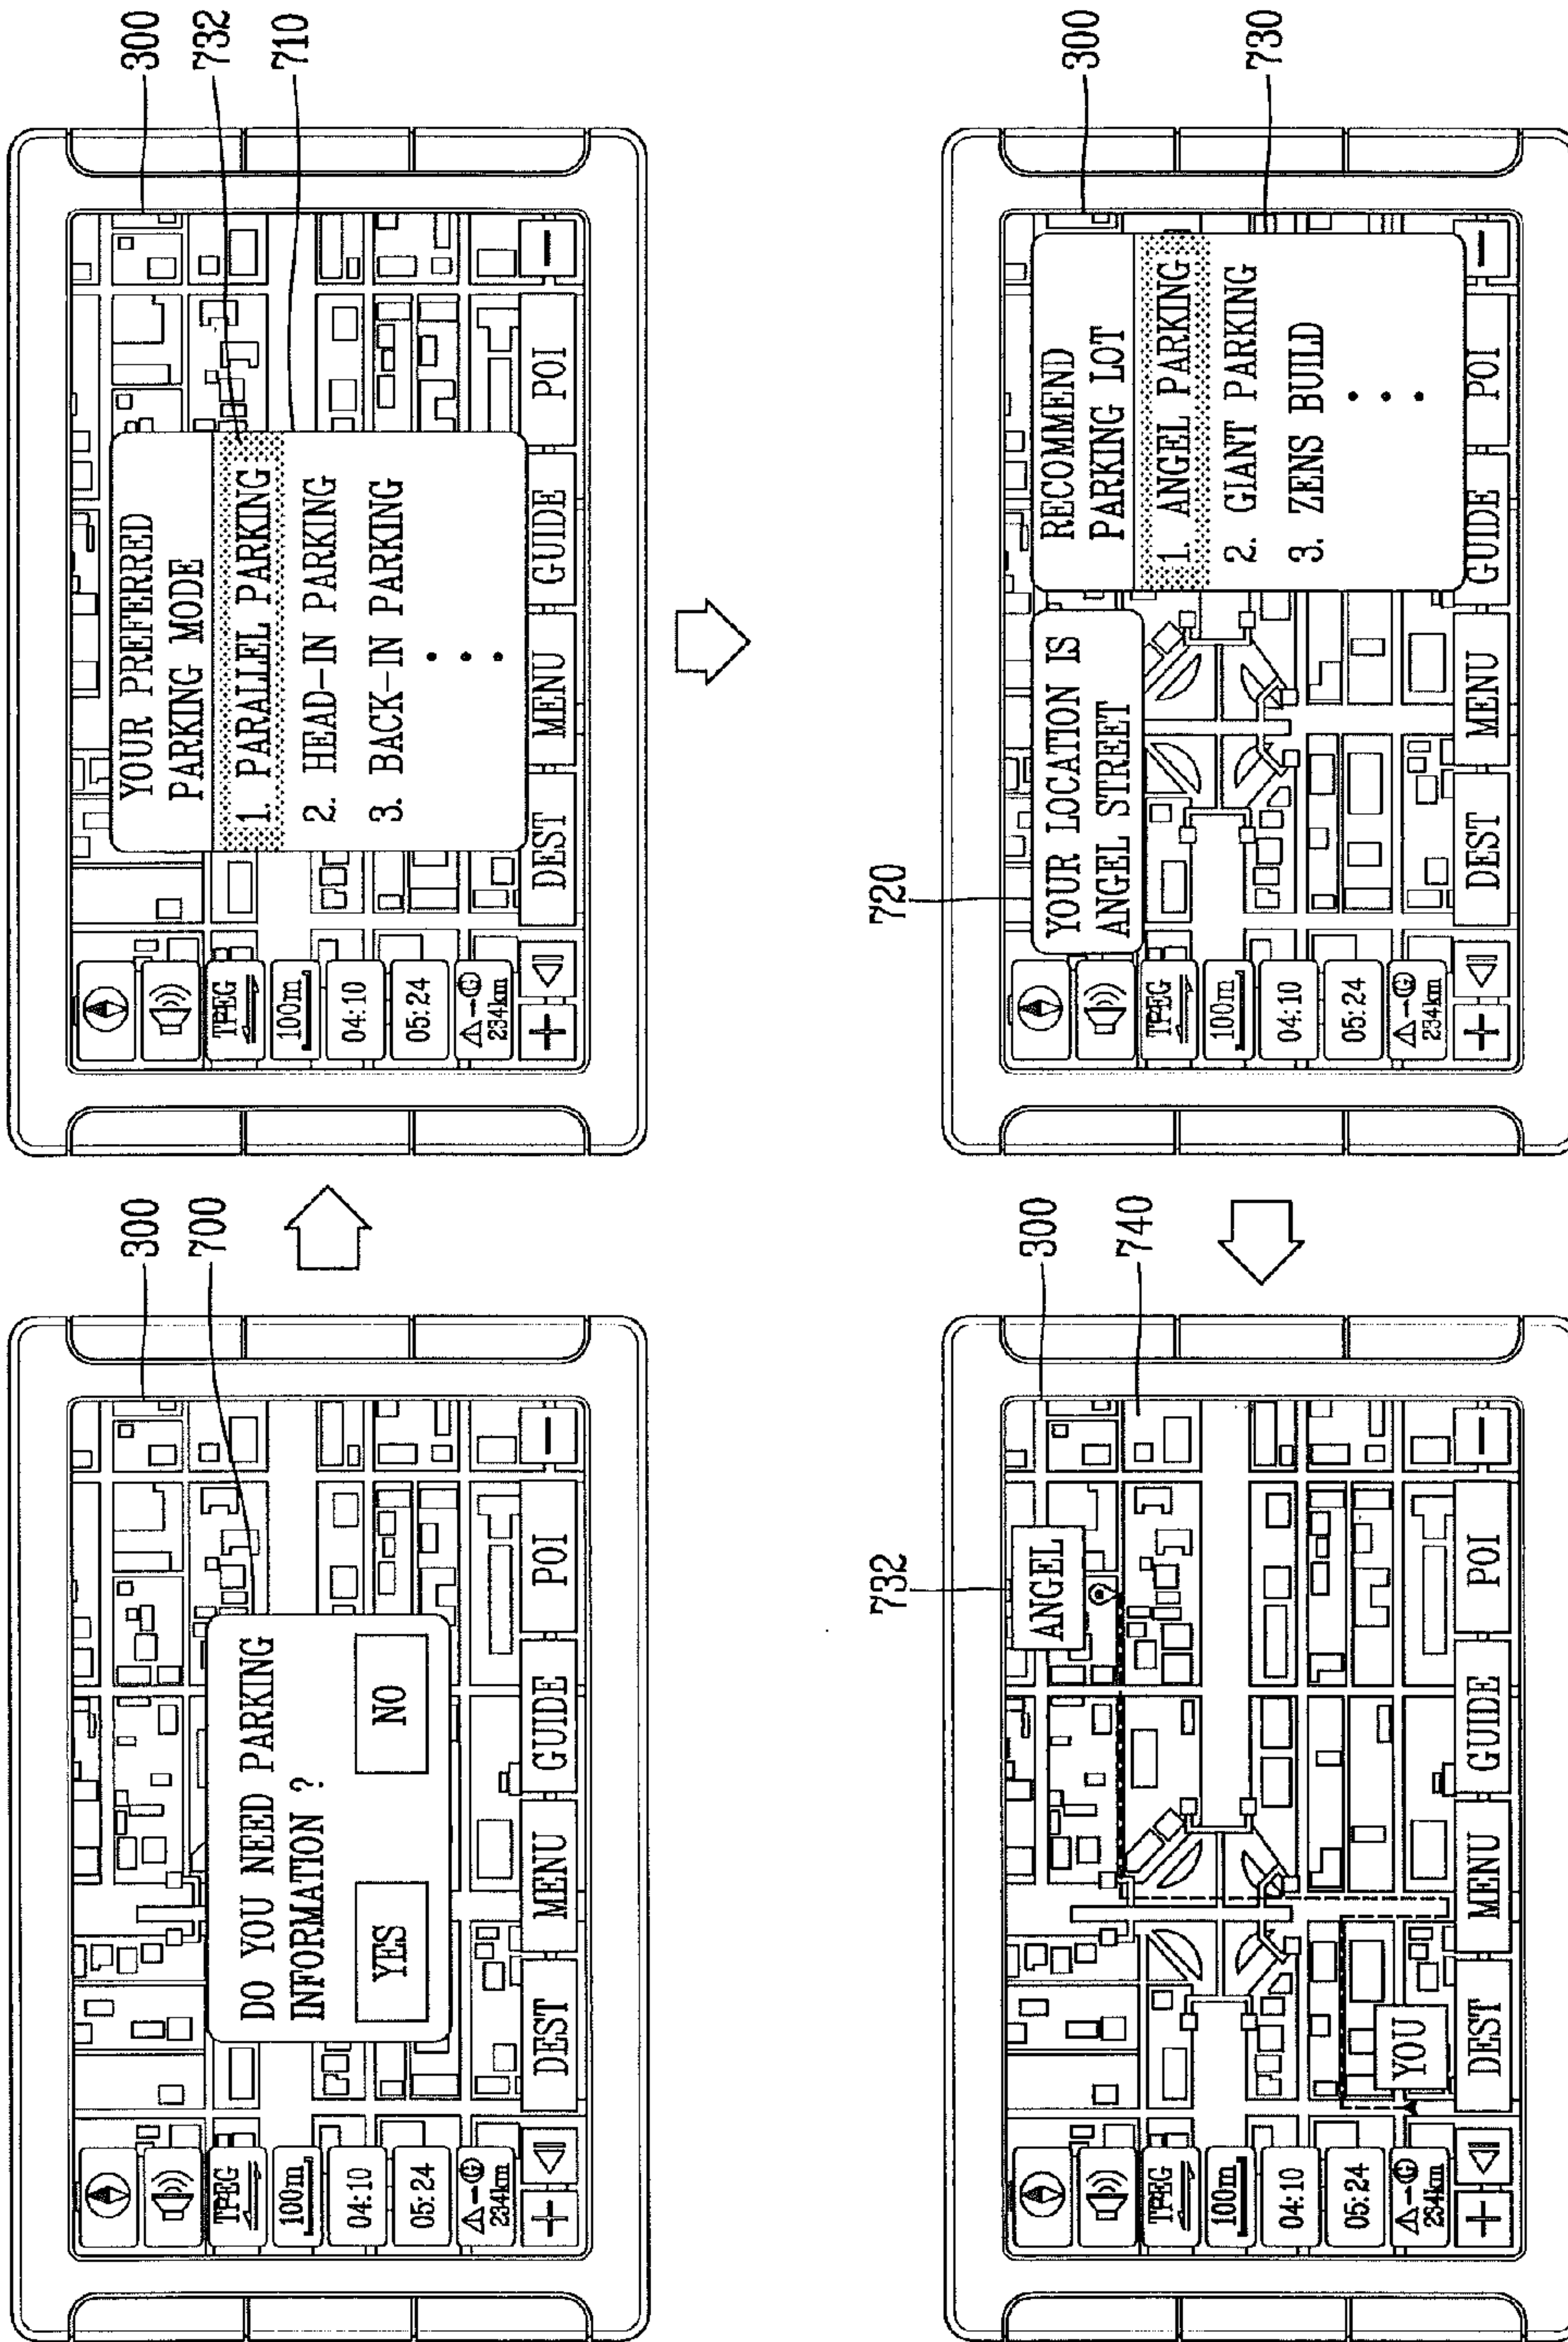 300
700
TPEG
100m
04:10
05:24
△→G
234km
DO YOU NEED PARKING
INFORMATION ?
YES
NO
+
DEST
MENU
GUIDE
POI
−
300
732
710
TPEG
100m
04:10
05:24
△→G
234km
YOUR PREFERRED
PARKING MODE
1. PARALLEL PARKING
2. HEAD-IN PARKING
3. BACK-IN PARKING
+
DEST
MENU
GUIDE
POI
−
720
300
730
TPEG
100m
04:10
05:24
△→G
234km
YOUR LOCATION IS
ANGEL STREET
RECOMMEND
PARKING LOT
1. ANGEL PARKING
2. GIANT PARKING
3. ZENS BUILD
+
DEST
MENU
GUIDE
POI
−
732
300
740
TPEG
100m
04:10
05:24
△→G
234km
ANGEL
YOU
+
DEST
MENU
GUIDE
POI
−